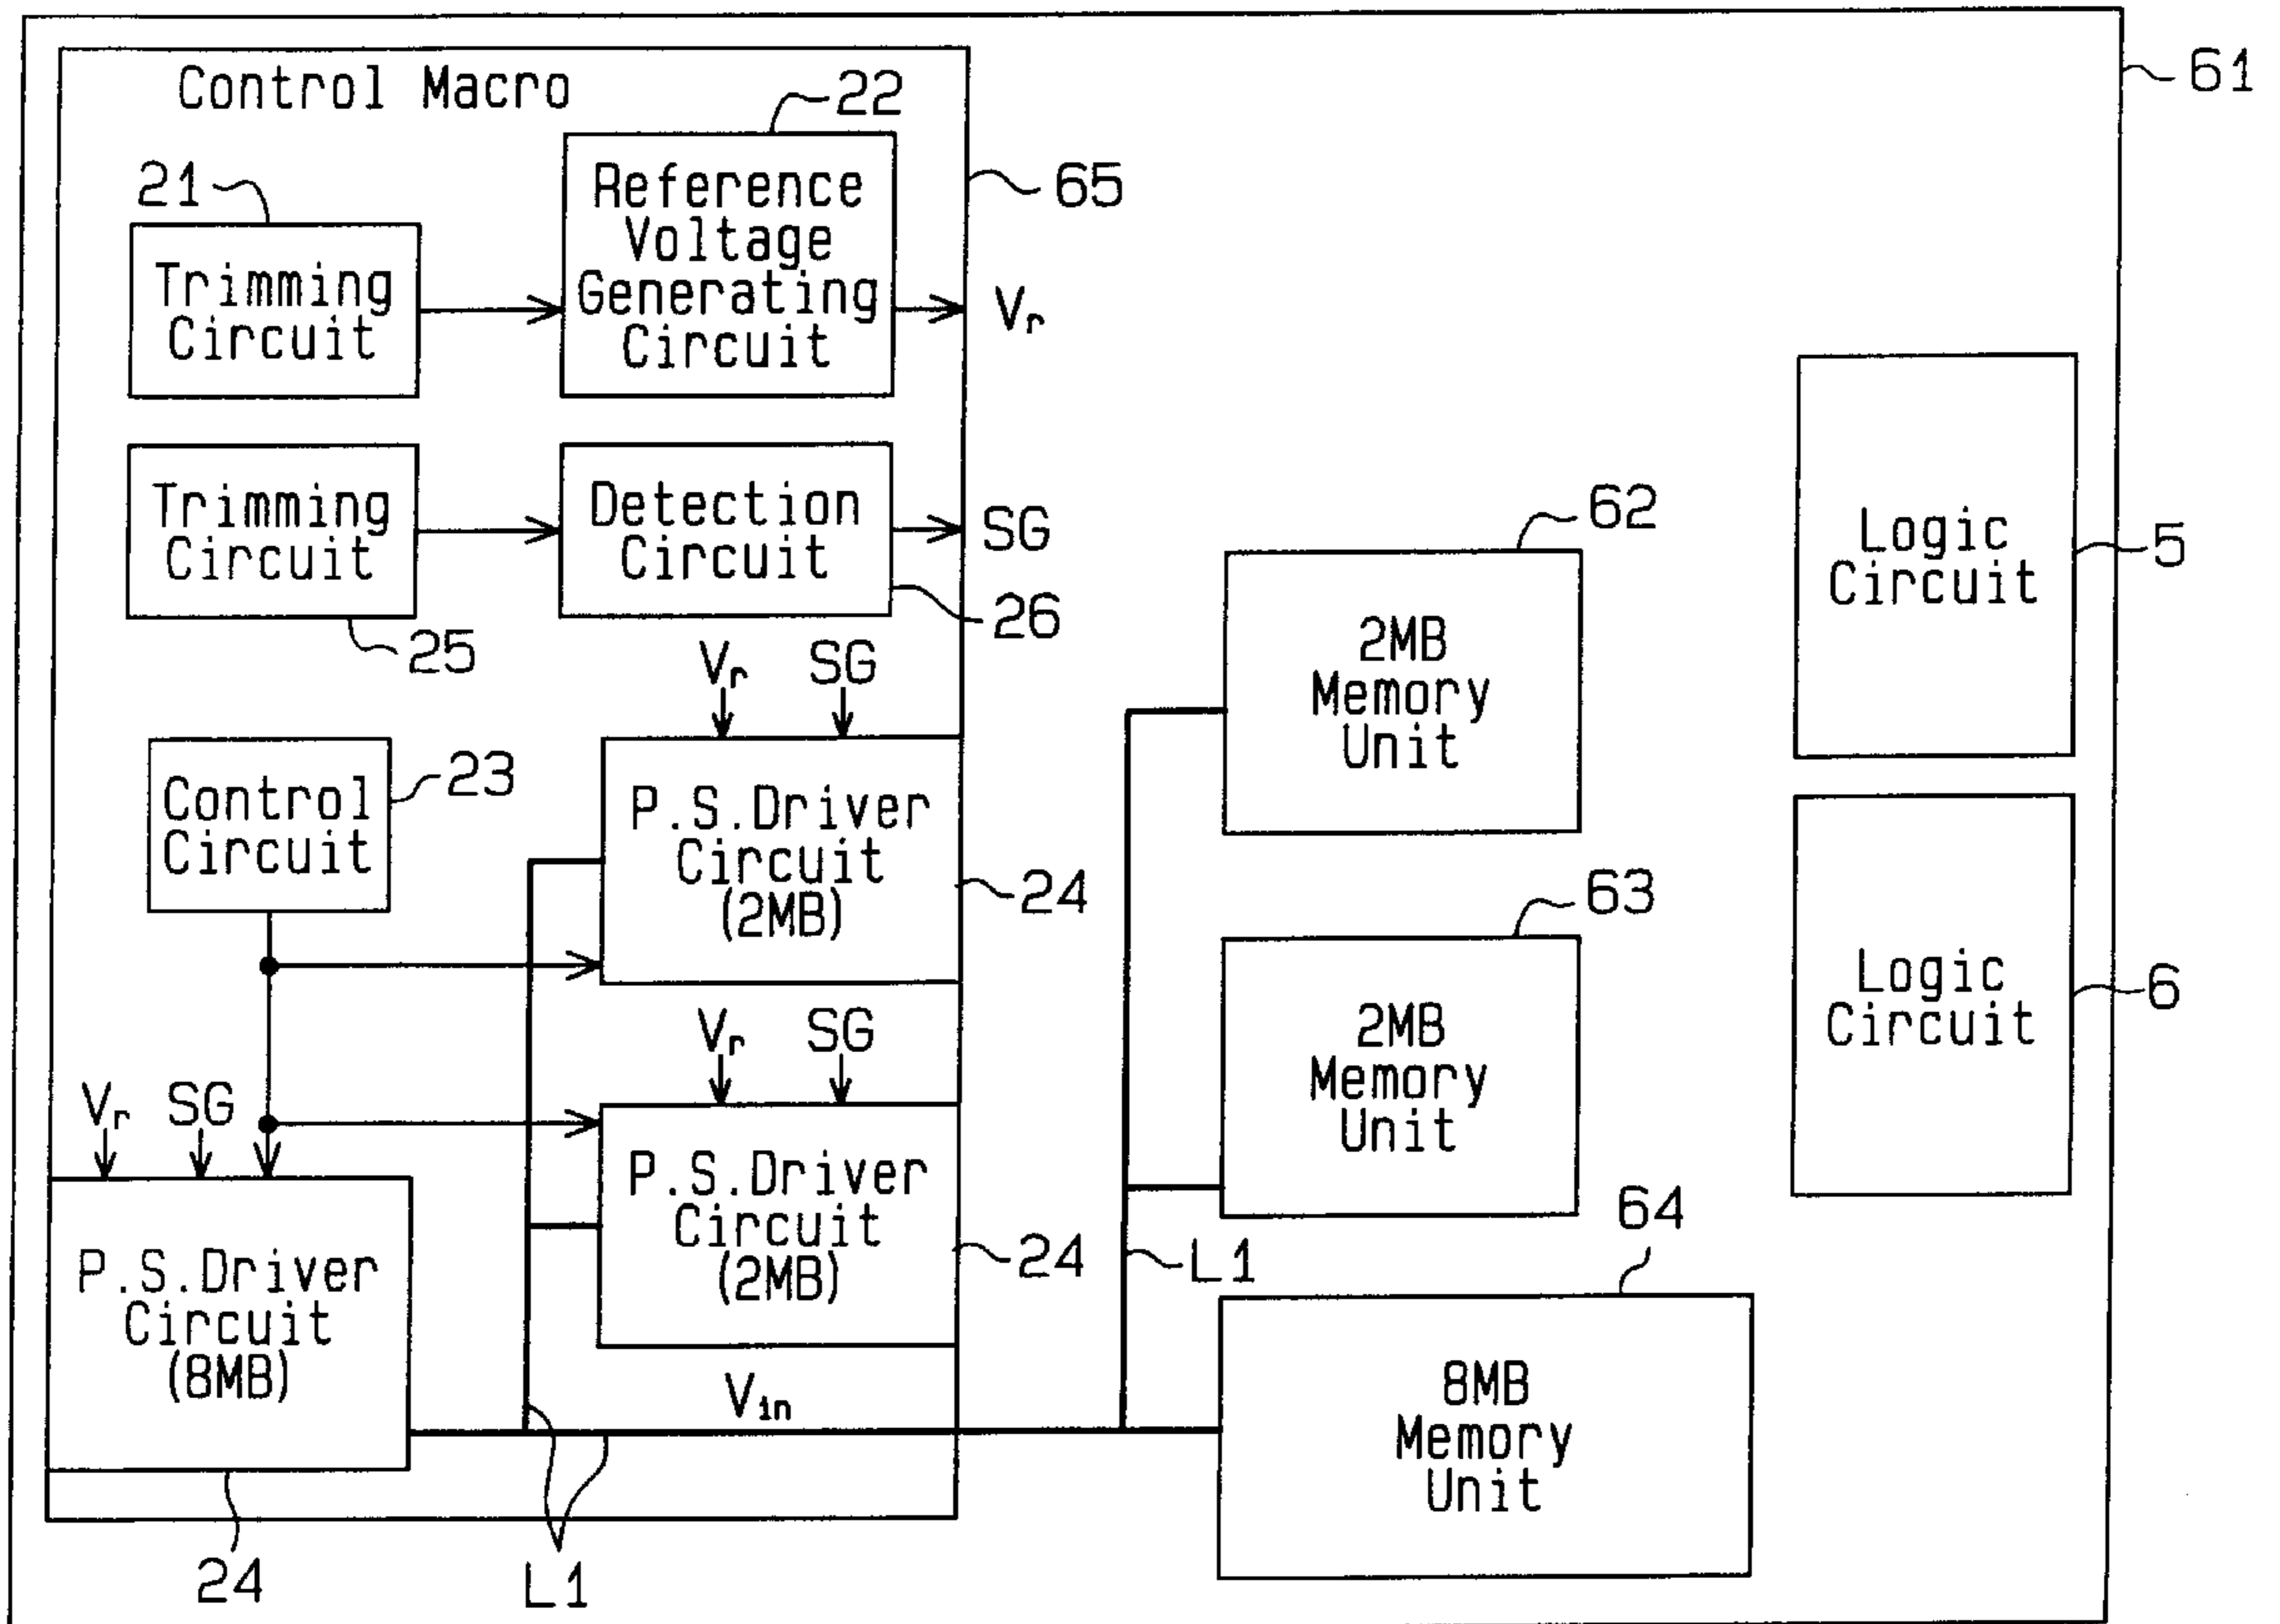 Control Macro
61
22
65
21
Reference
Voltage
Generating
Circuit
Trimming
Circuit
Vr
Trimming
Circuit
Detection
Circuit
SG
25
26
62
Logic
Circuit
5
2MB
Memory
Unit
Vr
SG
Control
Circuit
23
P.S.Driver
Circuit
(2MB)
24
63
Logic
Circuit
6
2MB
Memory
Unit
Vr
SG
Vr
SG
P.S.Driver
Circuit
(2MB)
24
L1
64
P.S.Driver
Circuit
(8MB)
Vin
8MB
Memory
Unit
24
L1